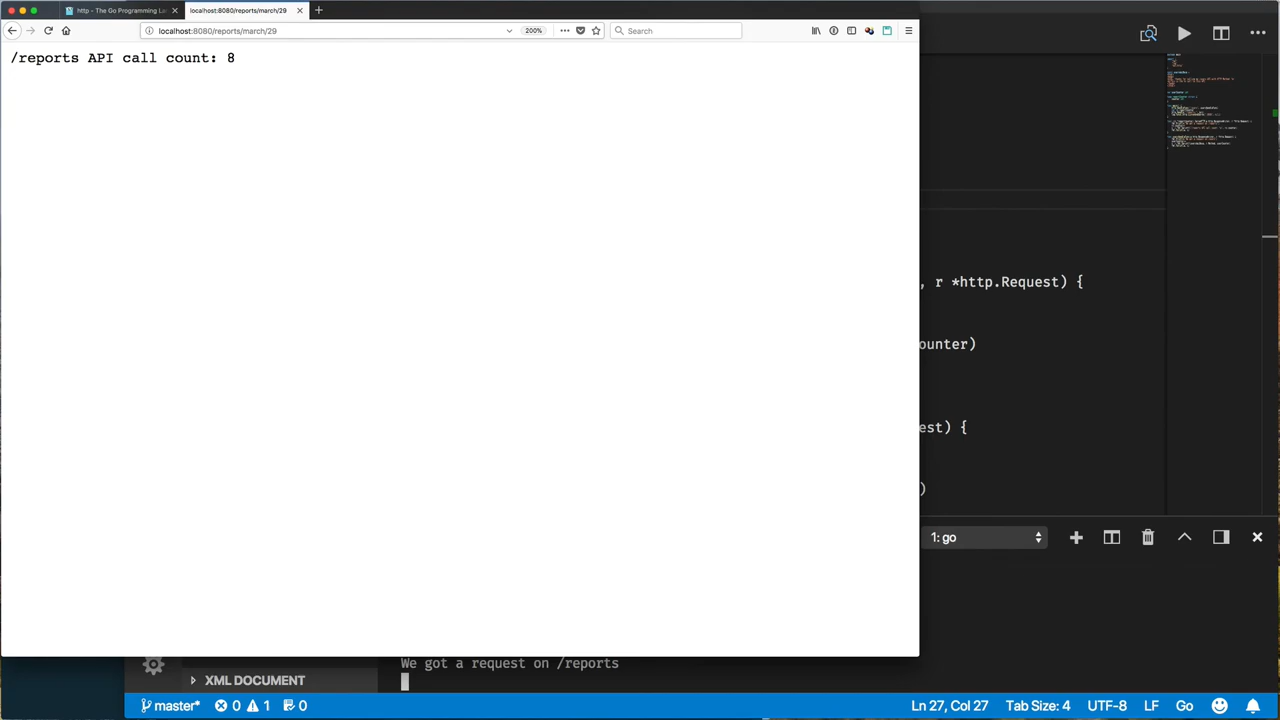 http - The Go Programming La
localhost:8080/reports/march/29
localhost:8080/reports/march/29
200%
Search
/reports API call count: 8
, r *http.Request) {
ounter)
est) {
)
1: go
We got a request on /reports
XML DOCUMENT
master*
0
1
0
Ln 27, Col 27
Tab Size: 4
UTF-8
LF
Go